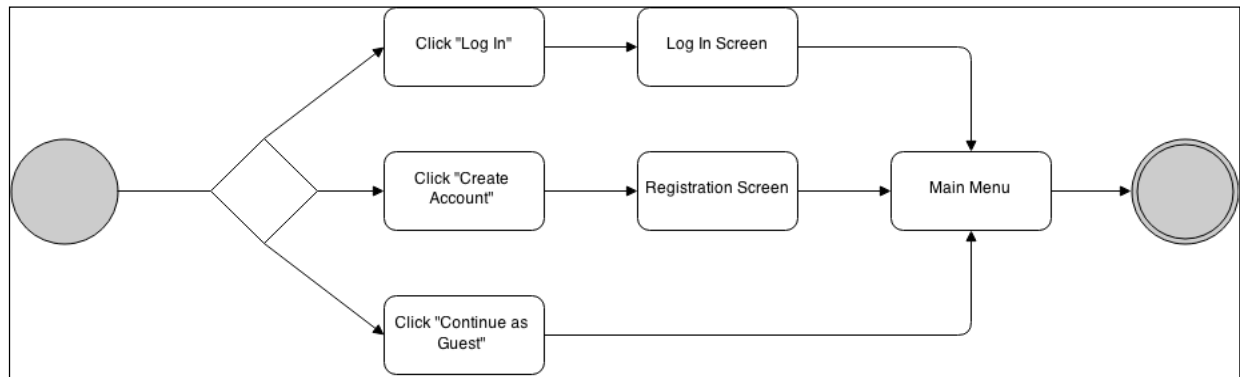 Click "Log In"
Log In Screen
Click "Create
Account"
Registration Screen
Main Menu
Click "Continue as
Guest"